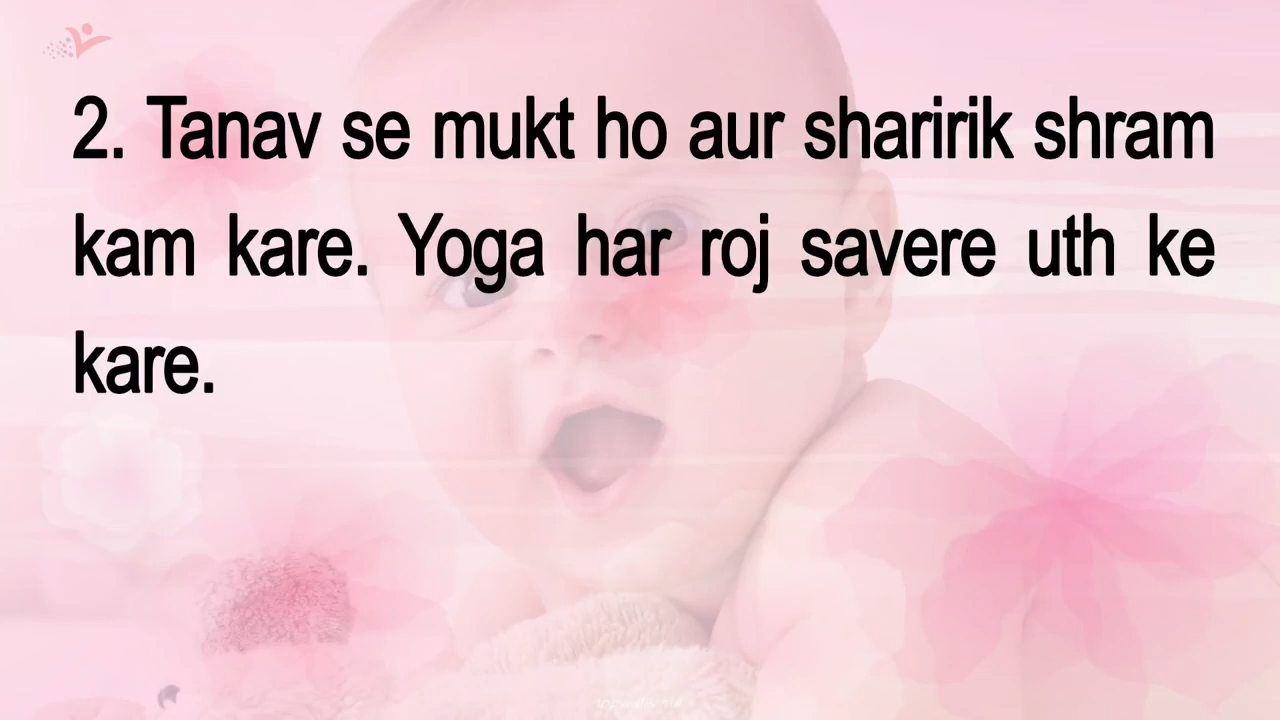 2. Tanav se mukt ho aur sharirik shram
kam kare. Yoga har roj savere uth ke
kare.